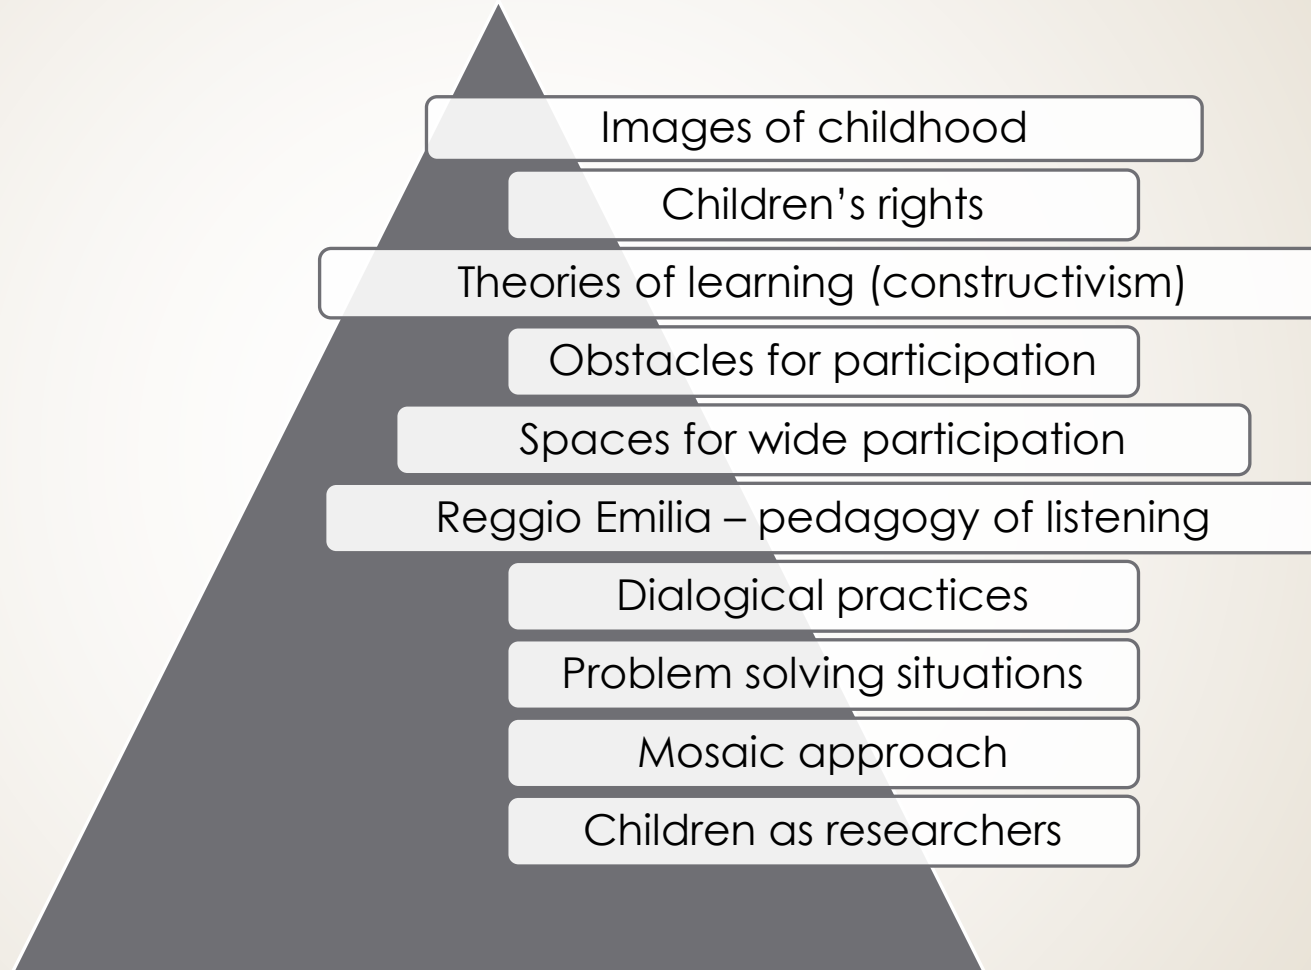 Images of childhood
Children’s rights
Theories of learning (constructivism)
Obstacles for participation
Spaces for wide participation
Reggio Emilia – pedagogy of listening
Dialogical practices
Problem solving situations
Mosaic approach
Children as researchers